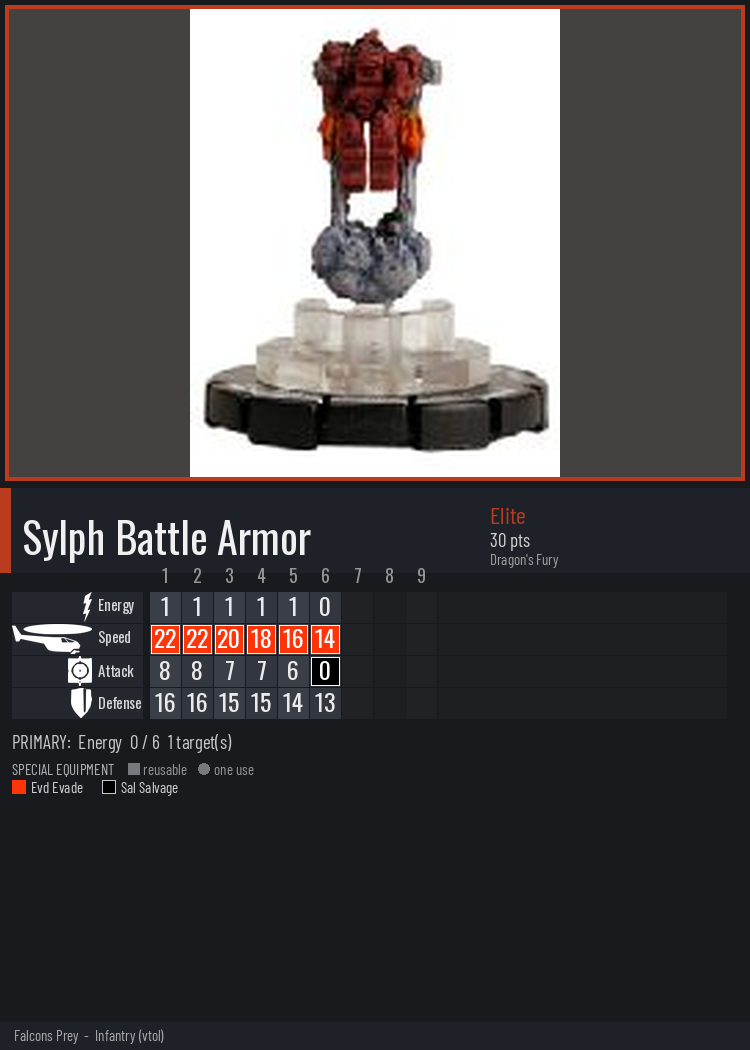 Sylph Battle Armor
Elite
30 pts
Dragon's Fury
1 2 3 4 5 6 7 8 9
Energy 1 1 1 1 1 0
Speed 22 22 20 18 16 14
Attack 8 8 7 7 6 0
Defense 16 16 15 15 14 13
PRIMARY: Energy 0 / 6 1 target(s)
SPECIAL EQUIPMENT reusable one use
Evd Evade Sal Salvage
Falcons Prey - Infantry (vtol)